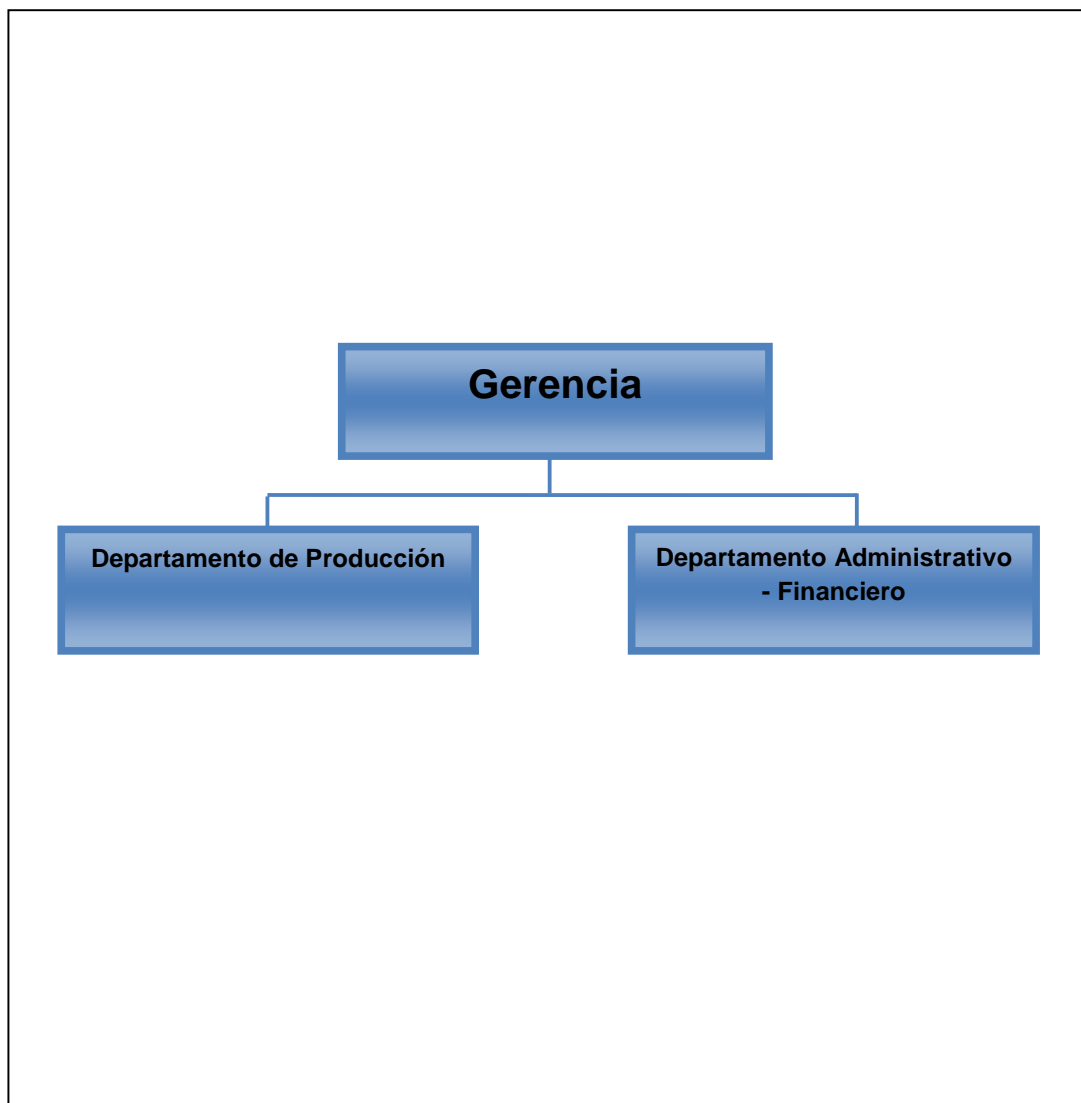 Gerencia
Departamento de Producción
Departamento Administrativo
- Financiero